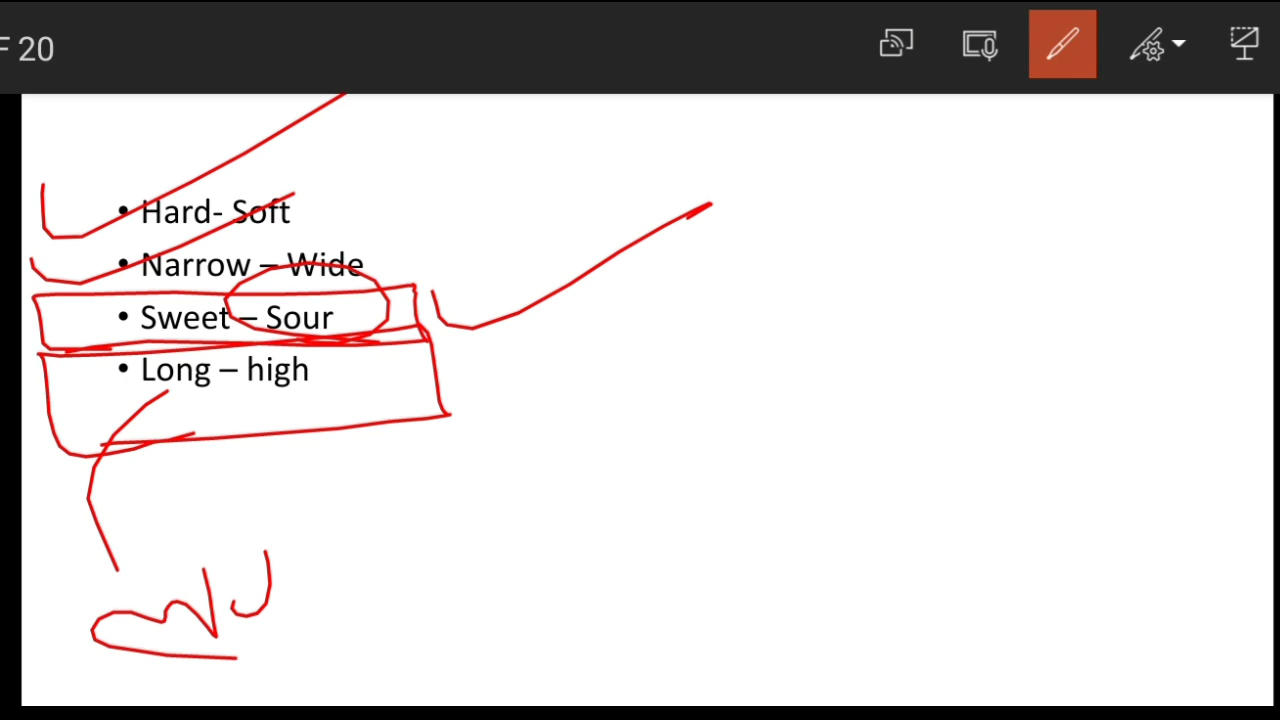 F 20
• Hard- Soft
• Narrow – Wide
• Sweet – Sour
• Long – high